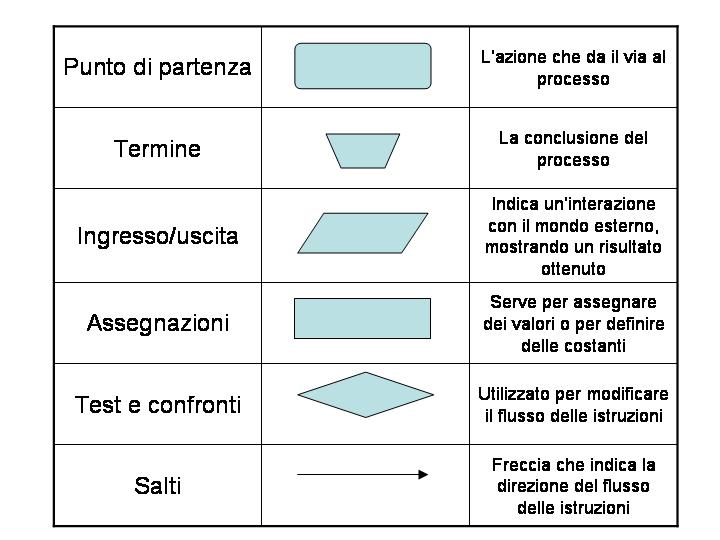 Punto di partenza
L'azione che da il via al
processo
Termine
La conclusione del
processo
Ingresso/uscita
Indica un'interazione
con il mondo esterno,
mostrando un risultato
ottenuto
Assegnazioni
Serve per assegnare
dei valori o per definire
delle costanti
Test e confronti
Utilizzato per modificare
il flusso delle istruzioni
Salti
Freccia che indica la
direzione del flusso
delle istruzioni